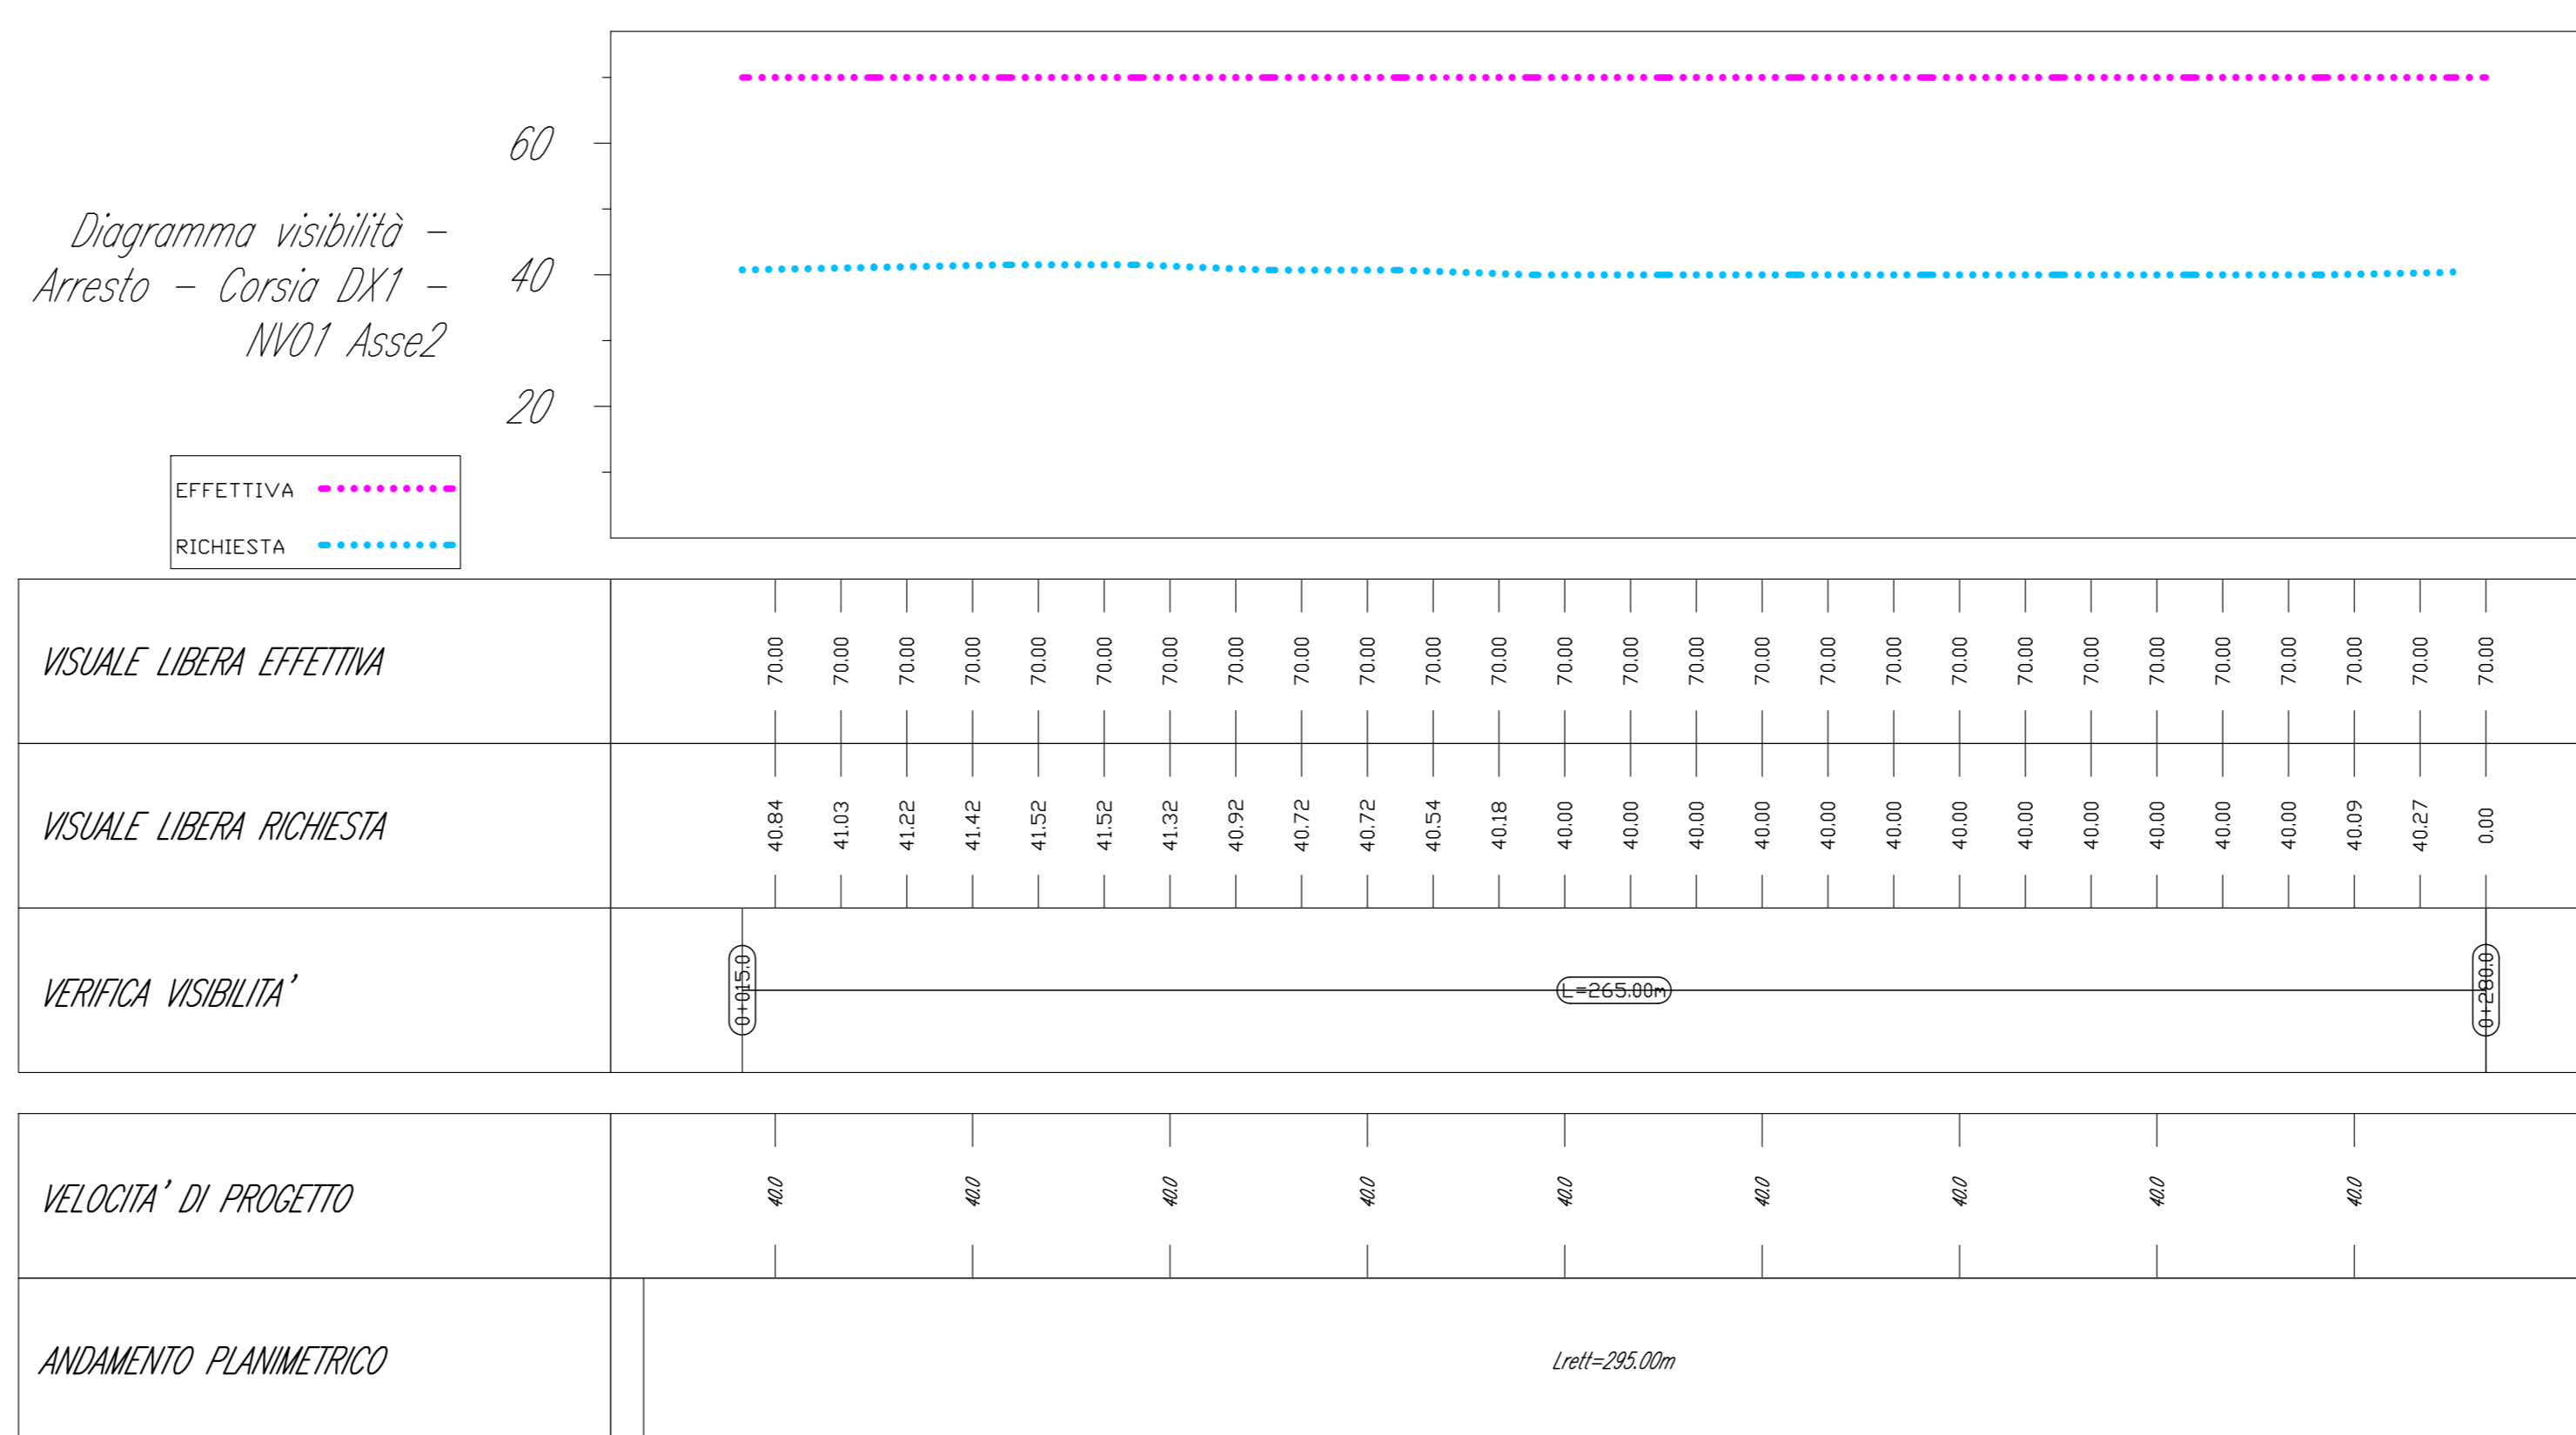 60
Diagramma visibilità -
Arresto - Corsia DX1 -
NV01 Asse2
40
20
EFFETTIVA
RICHIESTA
VISUALE LIBERA EFFETTIVA
70.00 70.00 70.00 70.00 70.00 70.00 70.00 70.00 70.00 70.00 70.00 70.00 70.00 70.00 70.00 70.00 70.00 70.00 70.00 70.00 70.00 70.00 70.00 70.00 70.00 70.00 70.00
VISUALE LIBERA RICHIESTA
40.84 41.03 41.22 41.42 41.52 41.52 41.32 40.92 40.72 40.72 40.54 40.18 40.00 40.00 40.00 40.00 40.00 40.00 40.00 40.00 40.00 40.00 40.00 40.00 40.09 40.27 0.00
VERIFICA VISIBILITA'
0+015.0 L=265.00m 0+280.0
VELOCITA' DI PROGETTO
40.0 40.0 40.0 40.0 40.0 40.0 40.0 40.0 40.0
ANDAMENTO PLANIMETRICO
Lrett=295.00m